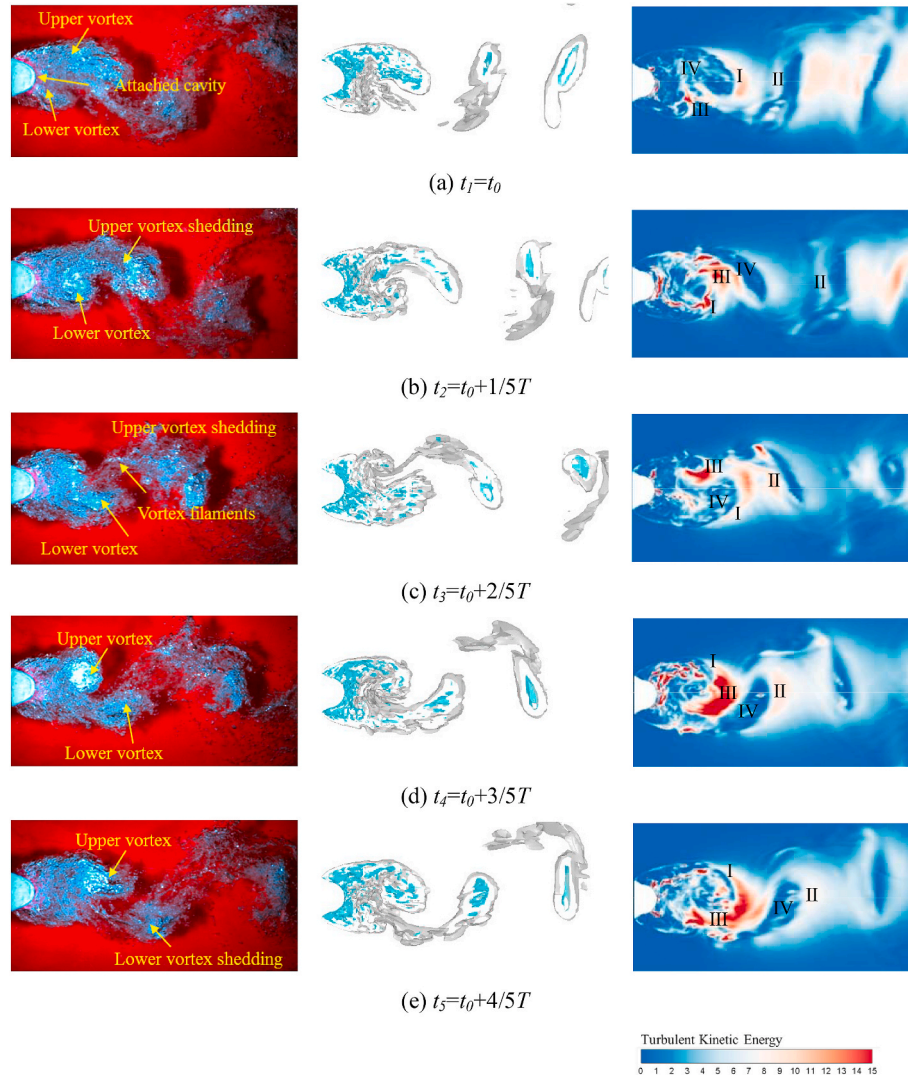 Upper vortex
Attached cavity
Lower vortex
IV
I
II
III
(a) t1=t0
Upper vortex shedding
Lower vortex
IV
III
II
I
(b) t2=t0+1/5T
Upper vortex shedding
Vortex filaments
Lower vortex
III
II
IV
I
(c) t3=t0+2/5T
Upper vortex
Lower vortex
I
III
II
IV
(d) t4=t0+3/5T
Upper vortex
Lower vortex shedding
I
II
IV
III
(e) t5=t0+4/5T
Turbulent Kinetic Energy
0 1 2 3 4 5 6 7 8 9 10 11 12 13 14 15